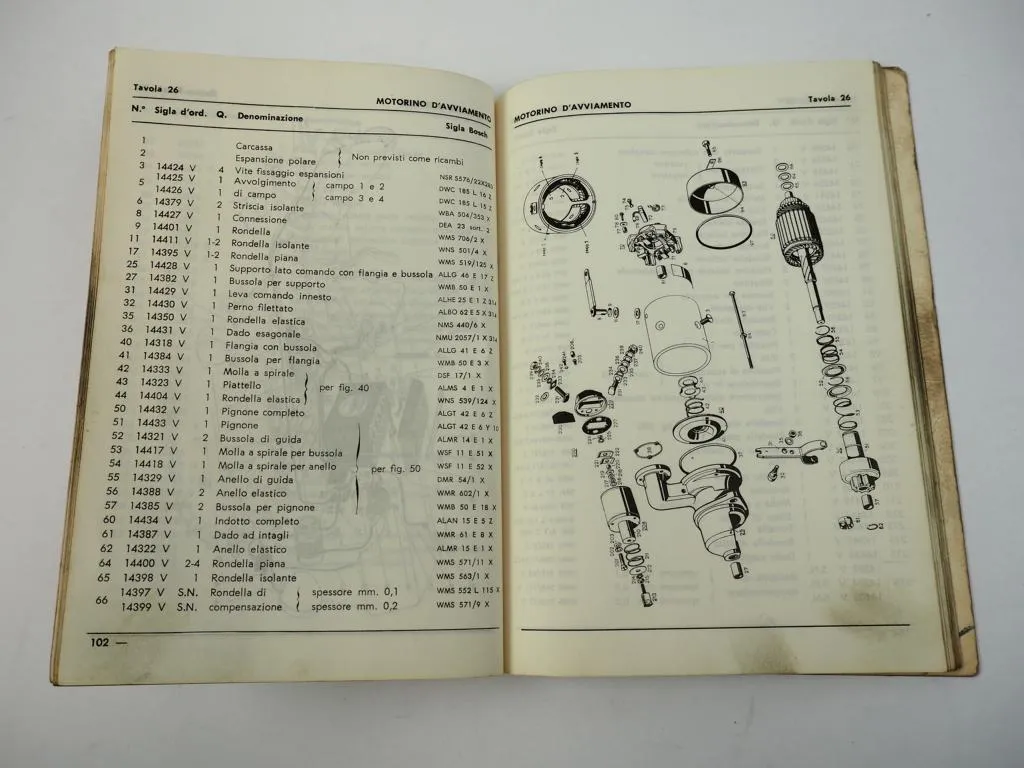 Tavola 26
MOTORINO D'AVVIAMENTO
N.° Sigla d'ord. Q. Denominazione Sigla Bosch
1 Carcassa } Non previsti come ricambi
2 Espansione polare
3 14424 V 4 Vite fissaggio espansioni NSR 5576/22X280
5 14425 V 1 Avvolgimento } campo 1 e 2 DWC 185 L 16 Z
14426 V 1 di campo } campo 3 e 4 DWC 185 L 15 Z
6 14379 V 2 Striscia isolante WBA 504/353 X
8 14427 V 1 Connessione DEA 23 sort. 2
9 14401 V 1 Rondella WMS 706/2 X
11 14411 V 1-2 Rondella isolante WNS 501/4 X
17 14395 V 1-2 Rondella piana WMS 519/125 X
25 14428 V 1 Supporto lato comando con flangia e bussola ALLG 46 E 17 Z
27 14382 V 1 Bussola per supporto WMB 50 E 1 X
31 14429 V 1 Leva comando innesto ALHE 25 E 1 Z 314
32 14430 V 1 Perno filettato ALBO 62 E 5 X 314
35 14350 V 1 Rondella elastica NMS 440/6 X
36 14431 V 1 Dado esagonale NMU 2057/1 X 314
40 14318 V 1 Flangia con bussola ALLG 41 E 6 Z
41 14384 V 1 Bussola per flangia WMB 50 E 3 X
42 14333 V 1 Molla a spirale DSF 17/1 X
43 14323 V 1 Piattello } per fig. 40 ALMS 4 E 1 X
44 14404 V 1 Rondella elastica WNS 539/124 X
50 14432 V 1 Pignone completo ALGT 42 E 6 Z
51 14433 V 1 Pignone ALGT 42 E 6 Y 10
52 14321 V 2 Bussola di guida ALMR 14 E 1 X
53 14417 V 1 Molla a spirale per bussola WSF 11 E 51 X
54 14418 V 1 Molla a spirale per anello } per fig. 50 WSF 11 E 52 X
55 14329 V 1 Anello di guida DMR 54/1 X
56 14388 V 2 Anello elastico WMR 602/1 X
57 14385 V 2 Bussola per pignone WMB 50 E 18 X
60 14434 V 1 Indotto completo ALAN 15 E 5 Z
61 14387 V 1 Dado ad intagli WMR 61 E 8 X
62 14322 V 1 Anello elastico ALMR 15 E 1 X
64 14400 V 2-4 Rondella piana WMS 571/11 X
65 14398 V 1 Rondella isolante WMS 563/1 X
66 14397 V S.N. Rondella di { spessore mm. 0,1 WMS 552 L 115 X
14399 V S.N. compensazione { spessore mm. 0,2 WMS 571/9 X
102 —
MOTORINO D'AVVIAMENTO
Tavola 26